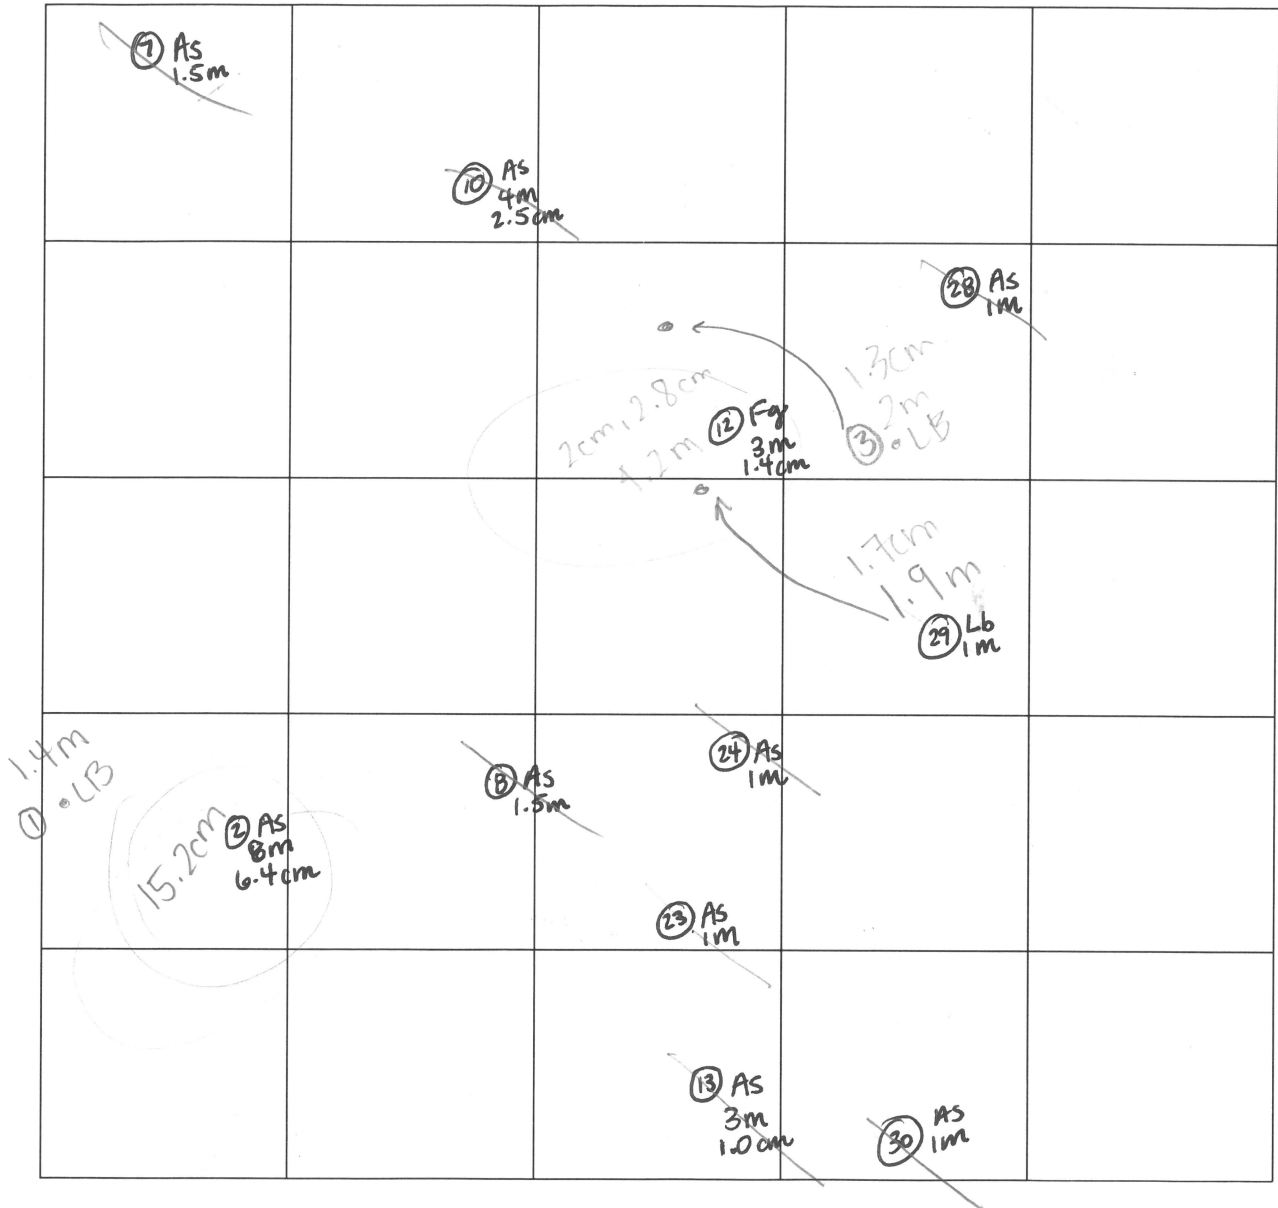 7 As
1.5m
10 As
4m
2.5cm
28 As
1m
1.3cm
2m
3 LB
2cm, 2.8cm
4.2m
12 Fg
3m
1.4cm
1.7cm
1.9m
29 Lb
1m
1.4m
1 LB
24 As
1m
8 As
1.5m
15.2cm
2 As
8m
6.4cm
23 As
1m
13 As
3m
1.0cm
30 As
1m